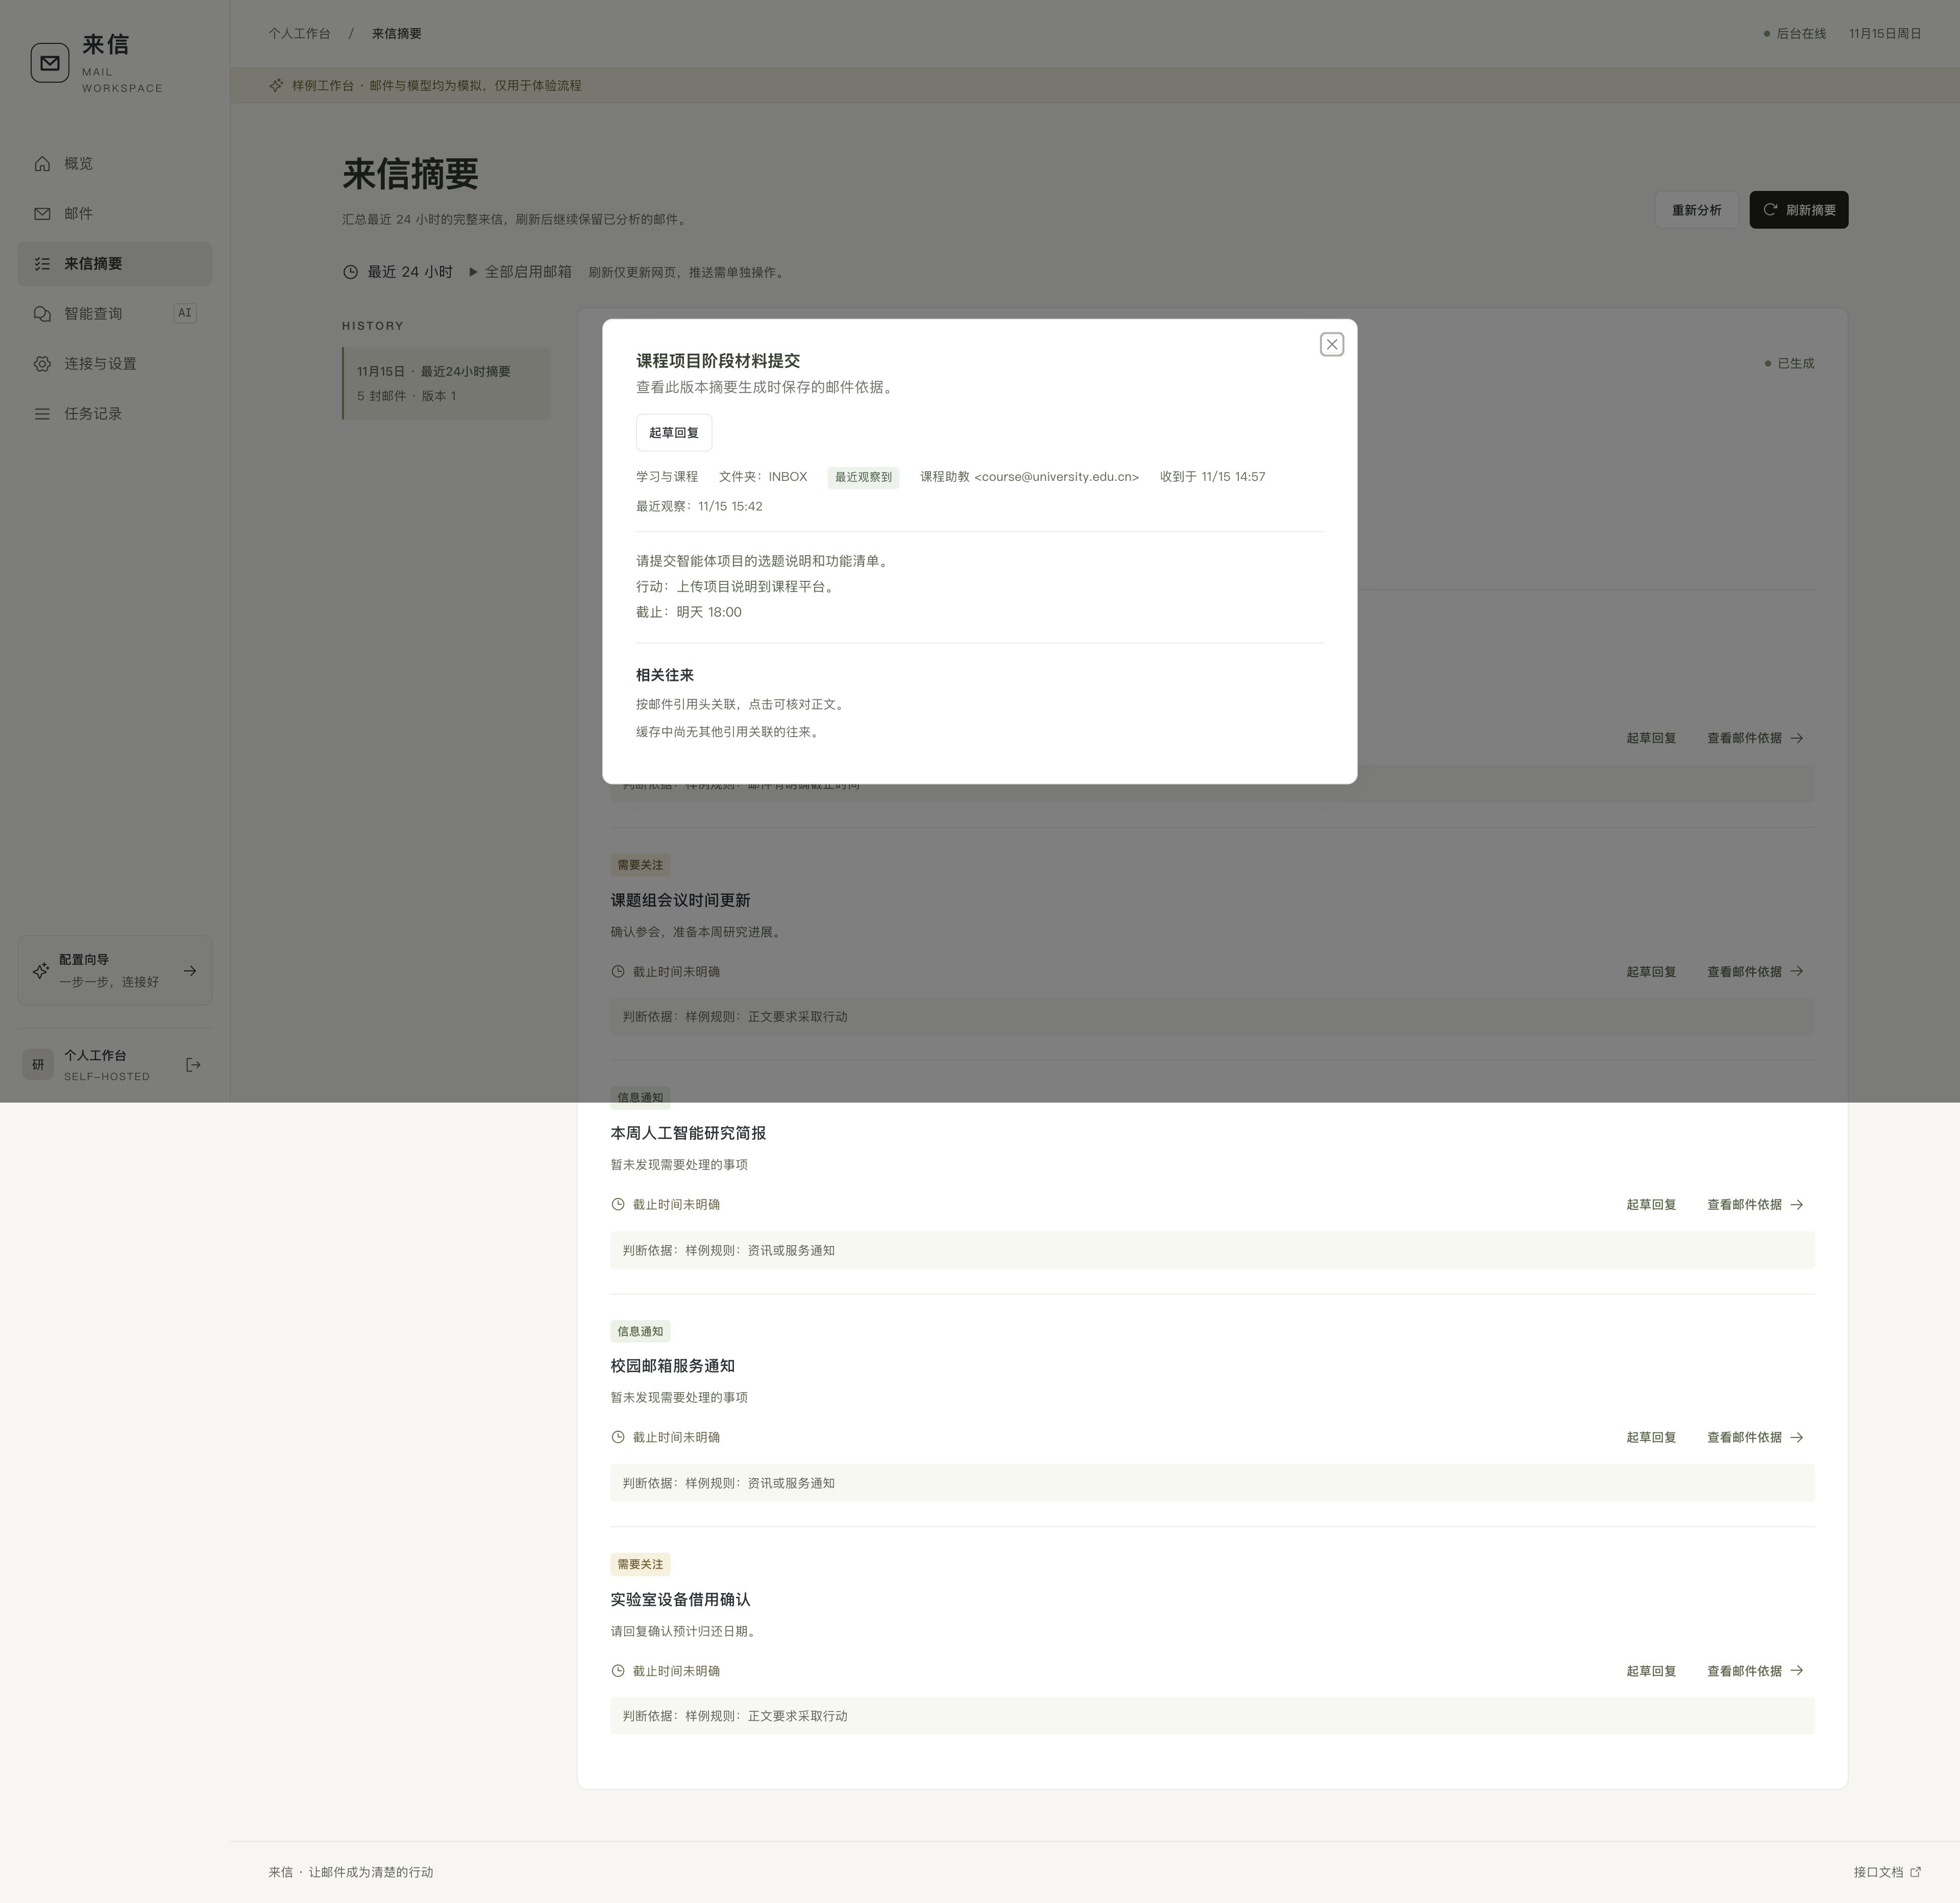 来信
MAIL
WORKSPACE
概览
邮件
来信摘要
智能查询 AI
连接与设置
任务记录
配置向导
一步一步，连接好
研
个人工作台
SELF-HOSTED
个人工作台 / 来信摘要
后台在线 11月15日周日
样例工作台 · 邮件与模型均为模拟，仅用于体验流程
来信摘要
汇总最近 24 小时的完整来信，刷新后继续保留已分析的邮件。
重新分析 刷新摘要
最近 24 小时 全部启用邮箱 刷新仅更新网页，推送需单独操作。
HISTORY
11月15日 · 最近24小时摘要
5 封邮件 · 版本 1
已生成
课程项目阶段材料提交
查看此版本摘要生成时保存的邮件依据。
起草回复
学习与课程 文件夹：INBOX 最近观察到 课程助教 <course@university.edu.cn> 收到于 11/15 14:57
最近观察：11/15 15:42
请提交智能体项目的选题说明和功能清单。
行动：上传项目说明到课程平台。
截止：明天 18:00
相关往来
按邮件引用头关联，点击可核对正文。
缓存中尚无其他引用关联的往来。
起草回复 查看邮件依据
判断依据：样例规则：邮件有明确截止时间
需要关注
课题组会议时间更新
确认参会，准备本周研究进展。
截止时间未明确 起草回复 查看邮件依据
判断依据：样例规则：正文要求采取行动
信息通知
本周人工智能研究简报
暂未发现需要处理的事项
截止时间未明确 起草回复 查看邮件依据
判断依据：样例规则：资讯或服务通知
信息通知
校园邮箱服务通知
暂未发现需要处理的事项
截止时间未明确 起草回复 查看邮件依据
判断依据：样例规则：资讯或服务通知
需要关注
实验室设备借用确认
请回复确认预计归还日期。
截止时间未明确 起草回复 查看邮件依据
判断依据：样例规则：正文要求采取行动
来信 · 让邮件成为清楚的行动
接口文档